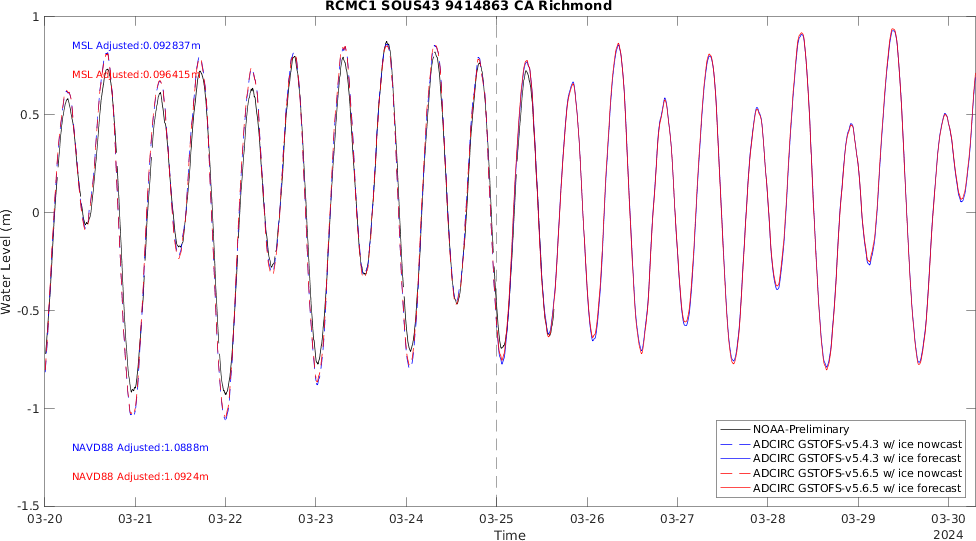 RCMC1 SOUS43 9414863 CA Richmond
1
0.5
0
-0.5
-1
-1.5
Water Level (m)
MSL Adjusted:0.092837m
MSL Adjusted:0.096415m
NAVD88 Adjusted:1.0888m
NAVD88 Adjusted:1.0924m
NOAA-Preliminary
ADCIRC GSTOFS-v5.4.3 w/ ice nowcast
ADCIRC GSTOFS-v5.4.3 w/ ice forecast
ADCIRC GSTOFS-v5.6.5 w/ ice nowcast
ADCIRC GSTOFS-v5.6.5 w/ ice forecast
03-20 03-21 03-22 03-23 03-24 03-25 03-26 03-27 03-28 03-29 03-30
Time 2024